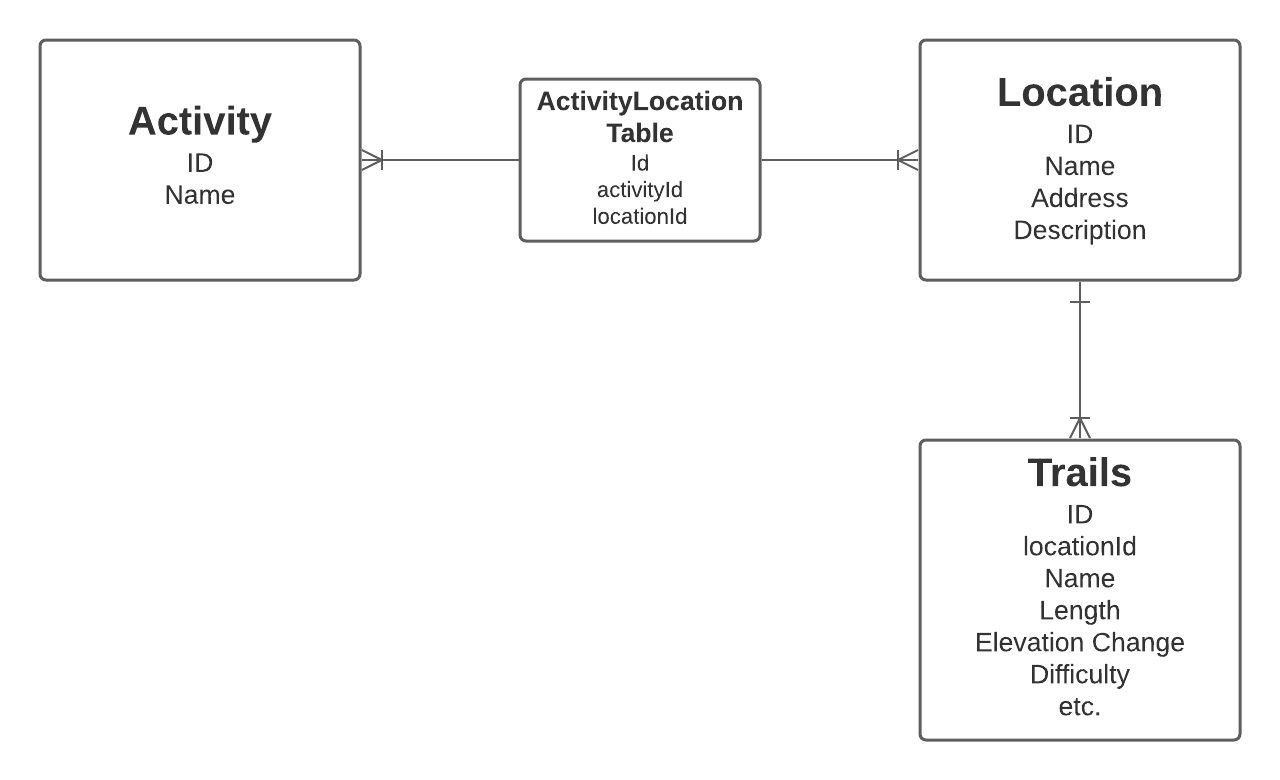 Activity
ID
Name
ActivityLocation
Table
Id
activityId
locationId
Location
ID
Name
Address
Description
Trails
ID
locationId
Name
Length
Elevation Change
Difficulty
etc.